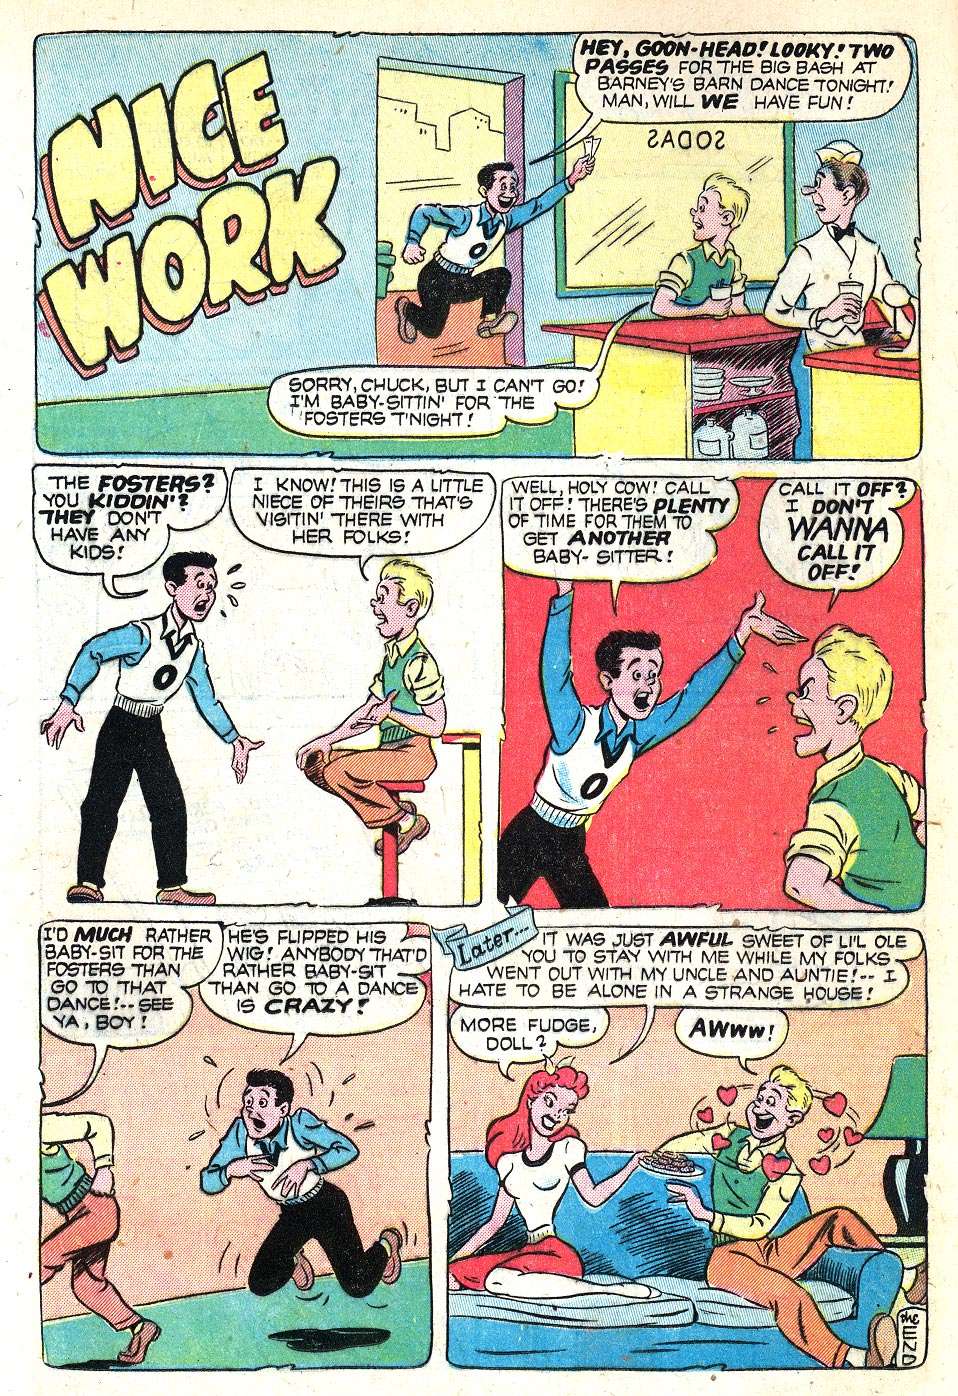 NICE
WORK
HEY, GOON-HEAD! LOOKY! TWO
PASSES FOR THE BIG BASH AT
BARNEY'S BARN DANCE TONIGHT!
MAN, WILL WE HAVE FUN!
SODAS
SORRY, CHUCK, BUT I CAN'T GO!
I'M BABY-SITTIN' FOR THE
FOSTERS T'NIGHT!
O
THE FOSTERS?
YOU KIDDIN'?
THEY DON'T
HAVE ANY
KIDS!
I KNOW! THIS IS A LITTLE
NIECE OF THEIRS THAT'S
VISITIN' THERE WITH
HER FOLKS!
O
WELL, HOLY COW! CALL
IT OFF! THERE'S PLENTY
OF TIME FOR THEM TO
GET ANOTHER
BABY-SITTER!
CALL IT OFF?
I DON'T
WANNA
CALL IT
OFF!
O
I'D MUCH RATHER
BABY-SIT FOR THE
FOSTERS THAN
GO TO THAT
DANCE!-- SEE
YA, BOY!
HE'S FLIPPED HIS
WIG! ANYBODY THAT'D
RATHER BABY-SIT
THAN GO TO A DANCE
IS CRAZY!
Later...
IT WAS JUST AWFUL SWEET OF LI'L OLE
YOU TO STAY WITH ME WHILE MY FOLKS
WENT OUT WITH MY UNCLE AND AUNTIE!-- I
HATE TO BE ALONE IN A STRANGE HOUSE!
MORE FUDGE,
DOLL?
AWww!
the
END